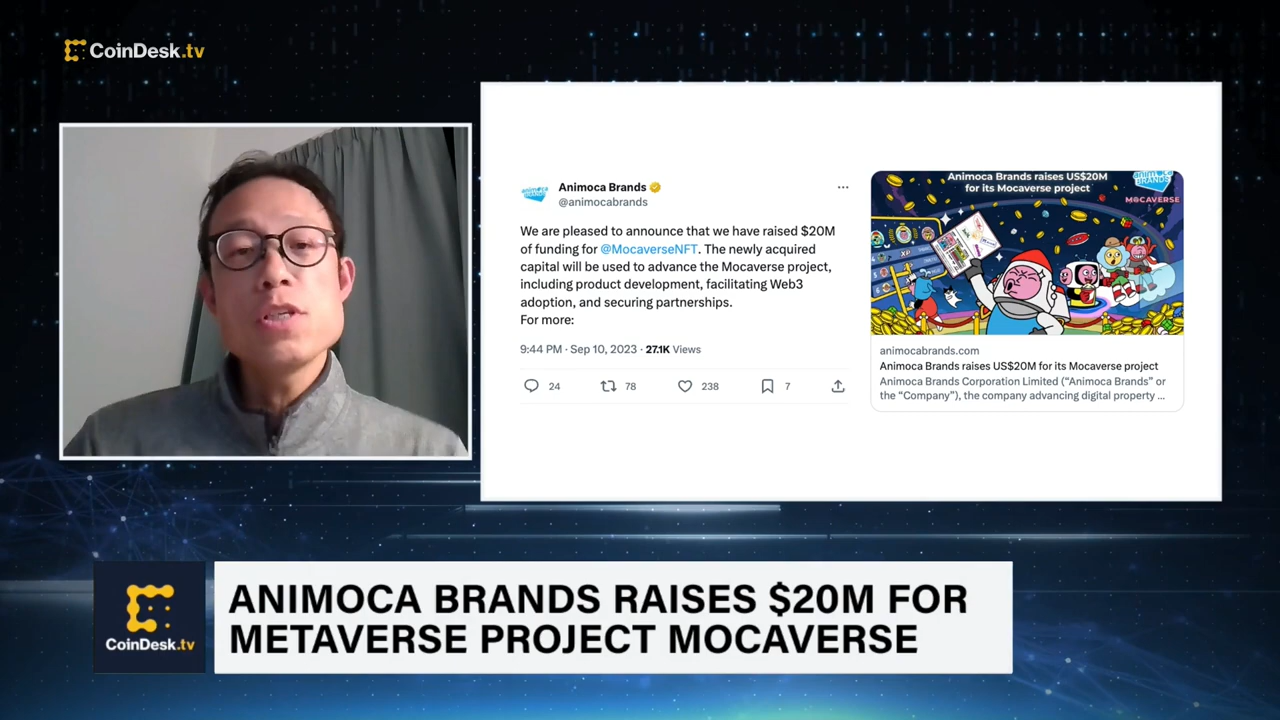 CoinDesk.tv
Animoca Brands
@animocabrands
We are pleased to announce that we have raised $20M
of funding for @MocaverseNFT. The newly acquired
capital will be used to advance the Mocaverse project,
including product development, facilitating Web3
adoption, and securing partnerships.
For more:
9:44 PM · Sep 10, 2023 · 27.1K Views
24 78 238 7
Animoca Brands raises US$20M
for its Mocaverse project
BRANDS
MOCAVERSE
XP
animocabrands.com
Animoca Brands raises US$20M for its Mocaverse project
Animoca Brands Corporation Limited (“Animoca Brands” or
the “Company”), the company advancing digital property ...
CoinDesk.tv
ANIMOCA BRANDS RAISES $20M FOR
METAVERSE PROJECT MOCAVERSE